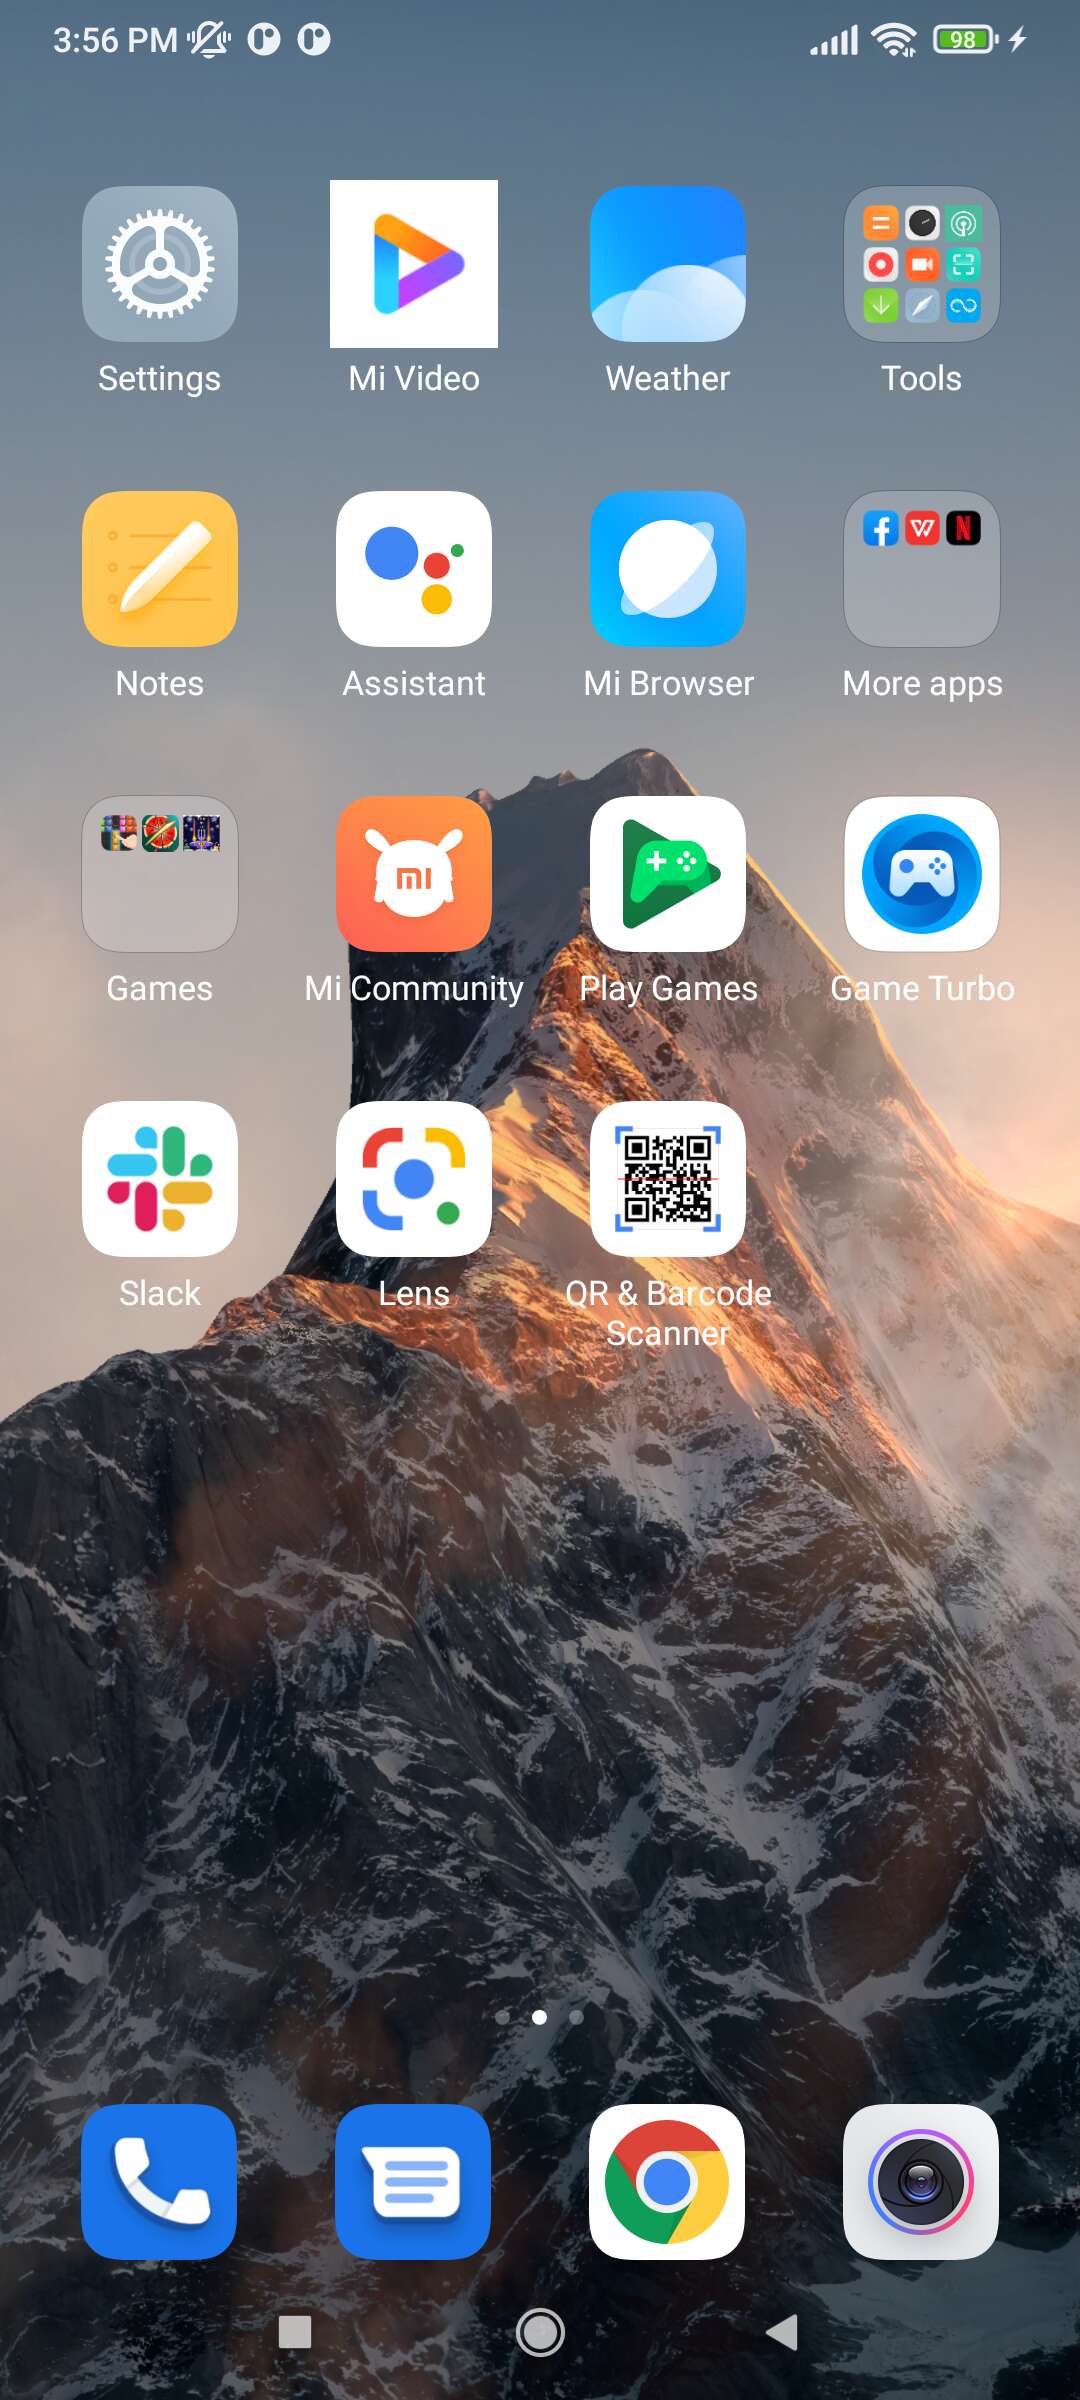 3:56 PM 98
Settings Mi Video Weather Tools
Notes Assistant Mi Browser More apps
Games Mi Community Play Games Game Turbo
Slack Lens QR & Barcode
Scanner